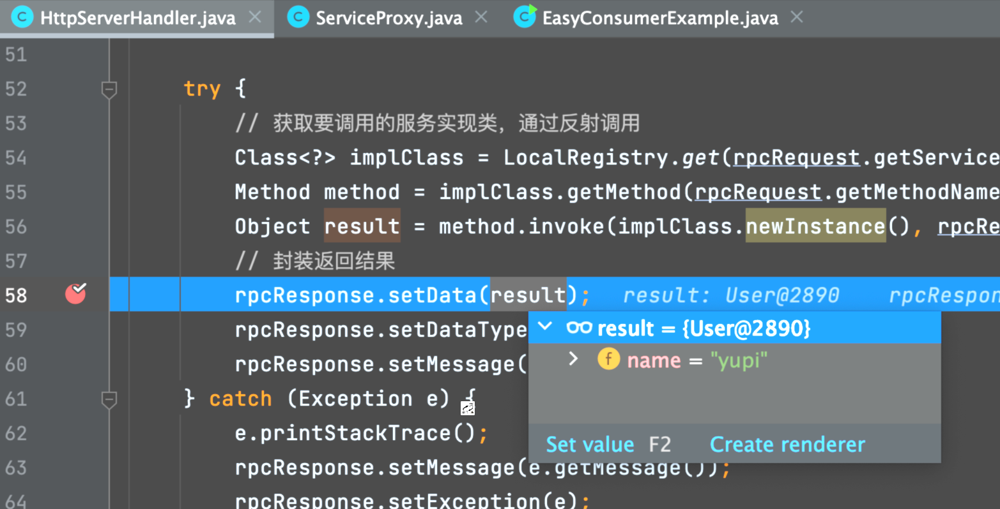 HttpServerHandler.java ServiceProxy.java EasyConsumerExample.java
51
52 try {
53 // 获取要调用的服务实现类，通过反射调用
54 Class<?> implClass = LocalRegistry.get(rpcRequest.getService
55 Method method = implClass.getMethod(rpcRequest.getMethodName
56 Object result = method.invoke(implClass.newInstance(), rpcRe
57 // 封装返回结果
58 rpcResponse.setData(result); result: User@2890 rpcRespon
result = {User@2890}
59 rpcResponse.setDataType
f name = "yupi"
60 rpcResponse.setMessage(
61 } catch (Exception e) {
62 e.printStackTrace();
Set value F2 Create renderer
63 rpcResponse.setMessage(e.getMessage());
64 rpcResponse.setException(e);